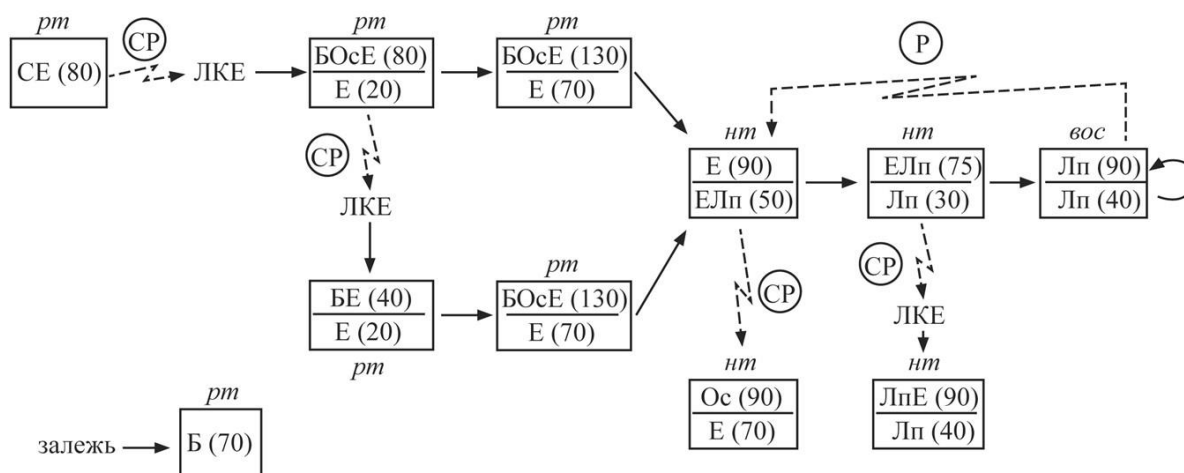 рт
СЕ (80)
СР
ЛКЕ
рт
БОсЕ (80)
Е (20)
рт
БОсЕ (130)
Е (70)
Р
СР
ЛКЕ
нт
Е (90)
ЕЛп (50)
нт
ЕЛп (75)
Лп (30)
вос
Лп (90)
Лп (40)
БЕ (40)
Е (20)
рт
рт
БОсЕ (130)
Е (70)
СР
СР
ЛКЕ
нт
Ос (90)
Е (70)
нт
ЛпЕ (90)
Лп (40)
залежь
рт
Б (70)